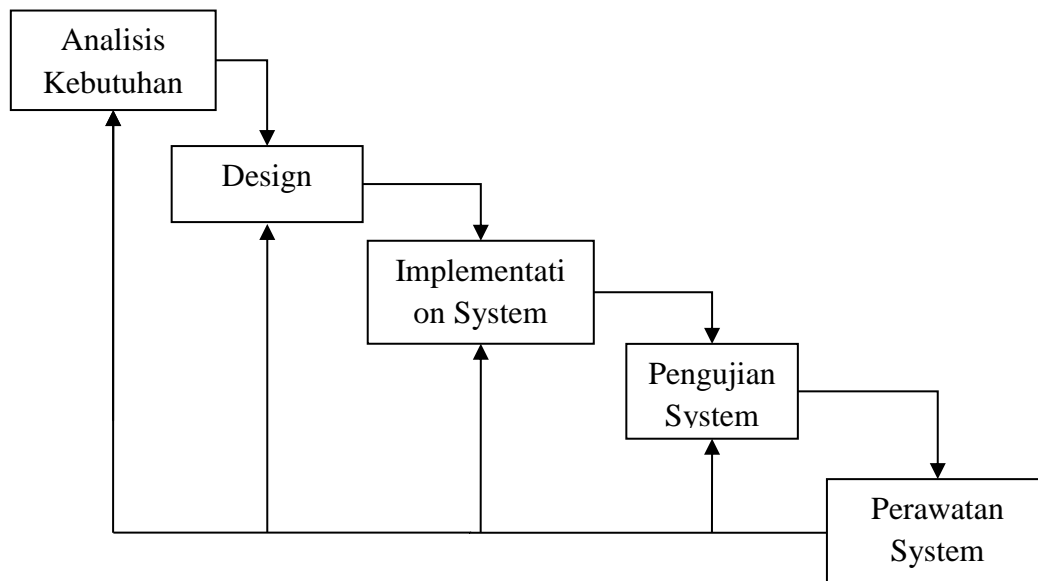 Analisis
Kebutuhan
Design
Implementati
on System
Pengujian
System
Perawatan
System